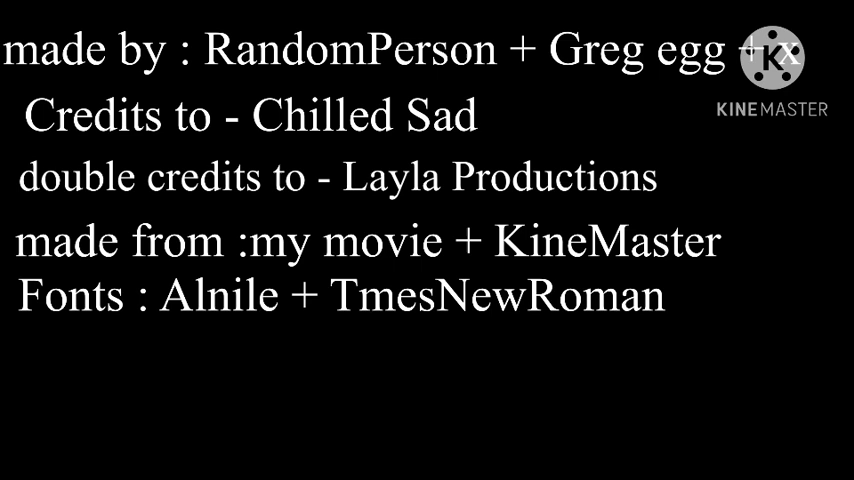 made by : RandomPerson + Greg egg + x
Credits to - Chilled Sad
KINEMASTER
double credits to - Layla Productions
made from :my movie + KineMaster
Fonts : Alnile + TmesNewRoman